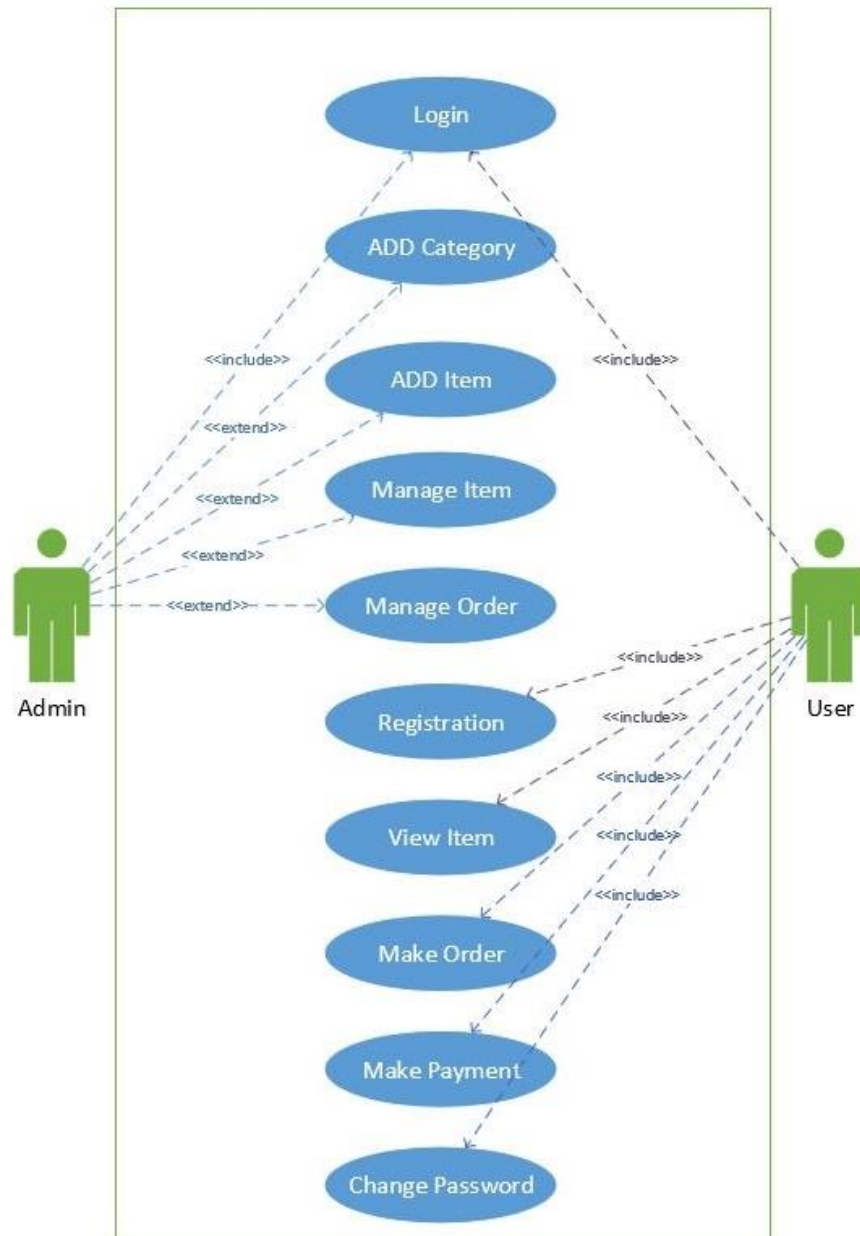 Login
ADD Category
<<include>>
<<include>>
ADD Item
<<extend>>
Manage Item
<<extend>>
<<extend>>
Manage Order
<<extend>>
<<include>>
Admin
User
Registration
<<include>>
<<include>>
View Item
<<include>>
<<include>>
Make Order
Make Payment
Change Password